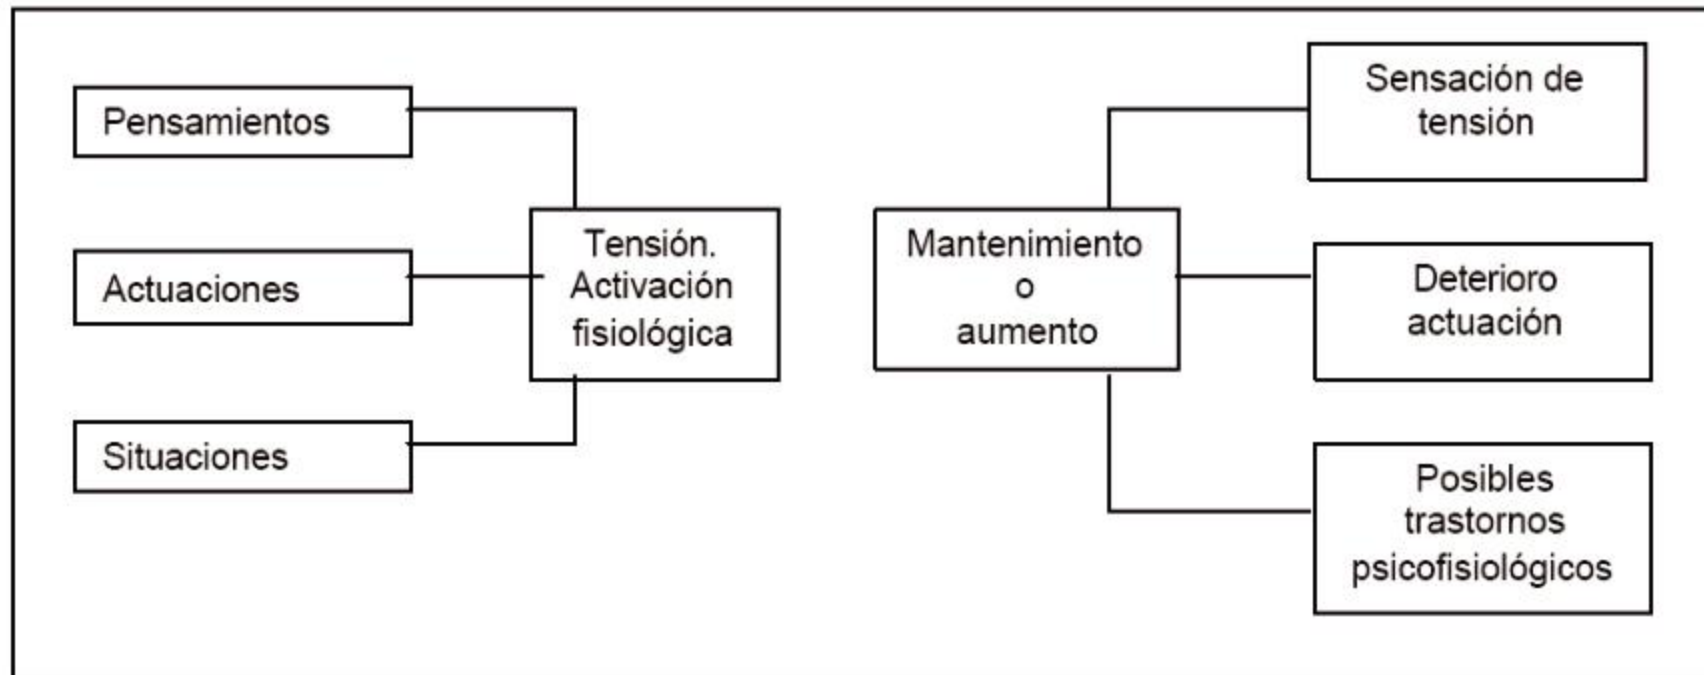 Pensamientos
Actuaciones
Situaciones
Tensión.
Activación
fisiológica
Mantenimiento
o
aumento
Sensación de
tensión
Deterioro
actuación
Posibles
trastornos
psicofisiológicos